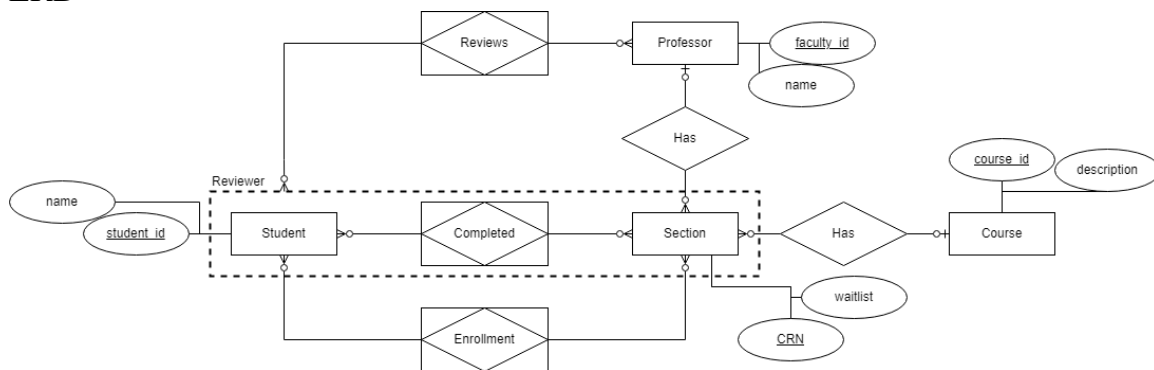 ERD
Reviews
Professor
faculty_id
name
Has
Reviewer
course_id
description
name
student_id
Student
Completed
Section
Has
Course
waitlist
Enrollment
CRN